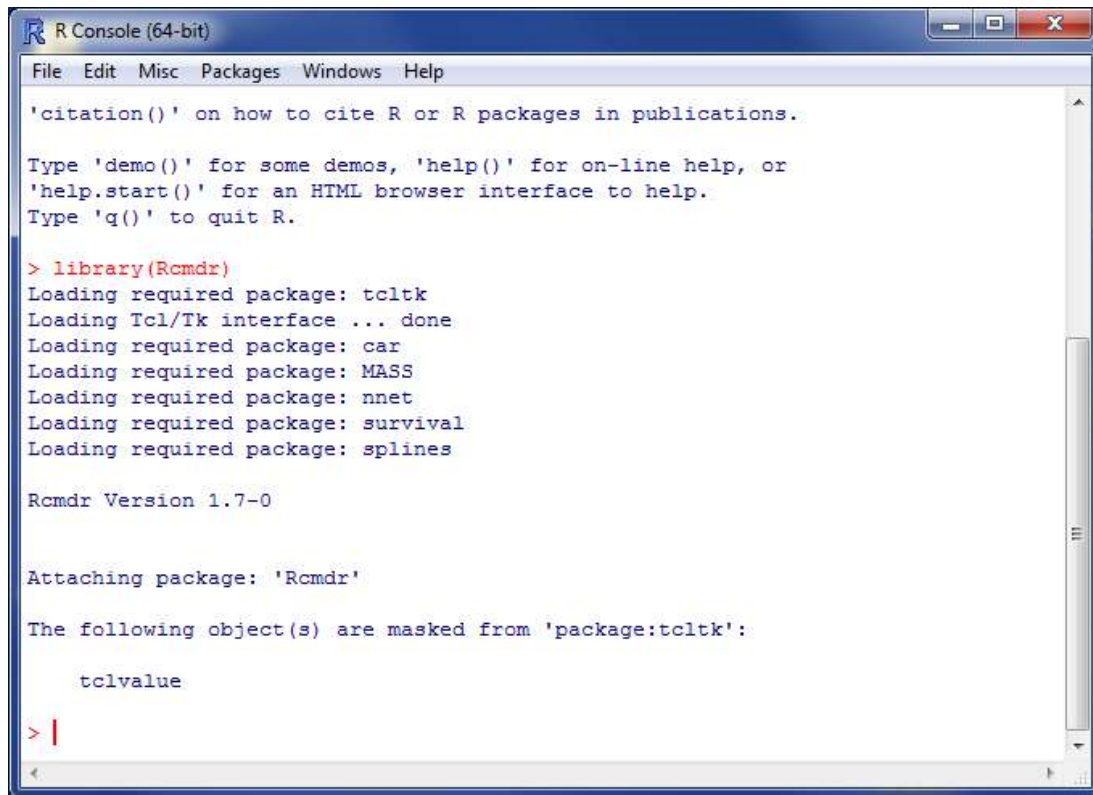 R Console (64-bit)
File Edit Misc Packages Windows Help
'citation()' on how to cite R or R packages in publications.
Type 'demo()' for some demos, 'help()' for on-line help, or
'help.start()' for an HTML browser interface to help.
Type 'q()' to quit R.
> library(Rcmdr)
Loading required package: tcltk
Loading Tcl/Tk interface ... done
Loading required package: car
Loading required package: MASS
Loading required package: nnet
Loading required package: survival
Loading required package: splines
Rcmdr Version 1.7-0
Attaching package: 'Rcmdr'
The following object(s) are masked from 'package:tcltk':
tclvalue
>